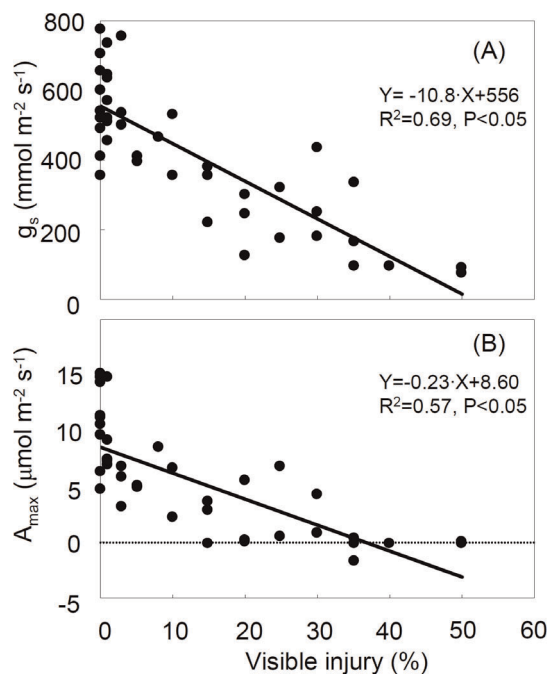 800
(A)
Y= -10.8·X+556
R²=0.69, P<0.05
600
400
200
0
gₛ (mmol m⁻² s⁻¹)
(B)
Y=-0.23·X+8.60
R²=0.57, P<0.05
15
10
5
0
-5
Aₘₐₓ (μmol m⁻² s⁻¹)
0 10 20 30 40 50 60
Visible injury (%)